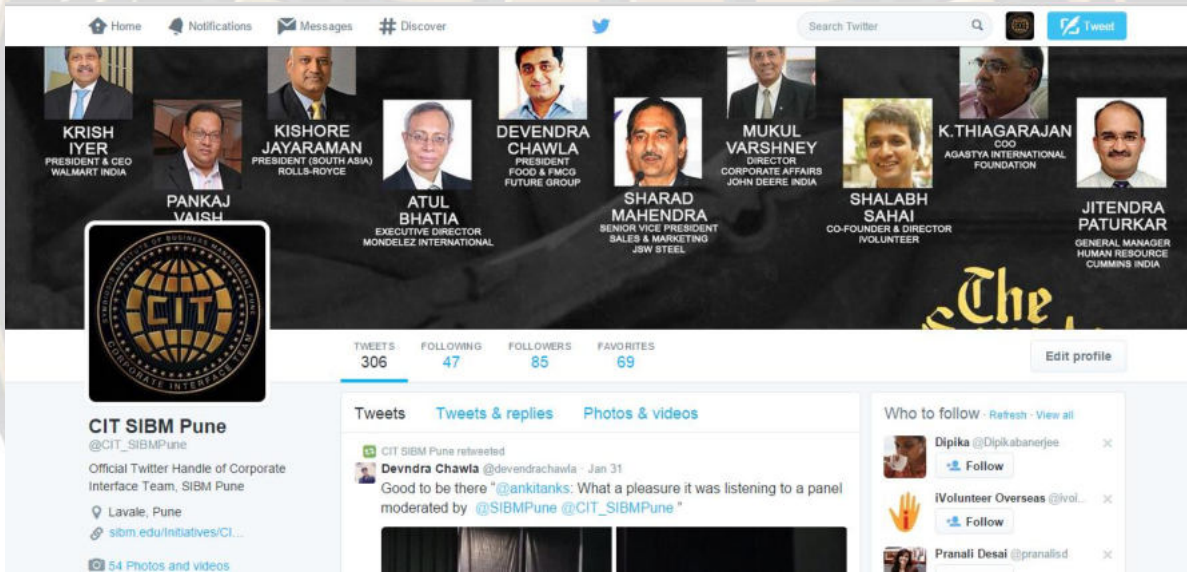 Home
Notifications
Messages
# Discover
Search Twitter
Tweet
KRISH
IYER
PRESIDENT & CEO
WALMART INDIA
PANKAJ
VAISH
KISHORE
JAYARAMAN
PRESIDENT (SOUTH ASIA)
ROLLS-ROYCE
ATUL
BHATIA
EXECUTIVE DIRECTOR
MONDELEZ INTERNATIONAL
DEVENDRA
CHAWLA
PRESIDENT
FOOD & FMCG
FUTURE GROUP
SHARAD
MAHENDRA
SENIOR VICE PRESIDENT
SALES & MARKETING
JSW STEEL
MUKUL
VARSHNEY
DIRECTOR
CORPORATE AFFAIRS
JOHN DEERE INDIA
SHALABH
SAHAI
CO-FOUNDER & DIRECTOR
IVOLUNTEER
K.THIAGARAJAN
COO
AGASTYA INTERNATIONAL
FOUNDATION
JITENDRA
PATURKAR
GENERAL MANAGER
HUMAN RESOURCE
CUMMINS INDIA
The
SYMBIOSIS INSTITUTE OF BUSINESS MANAGEMENT PUNE
CIT
CORPORATE INTERFACE TEAM
TWEETS
306
FOLLOWING
47
FOLLOWERS
85
FAVORITES
69
Edit profile
CIT SIBM Pune
@CIT_SIBMPune
Official Twitter Handle of Corporate
Interface Team, SIBM Pune
Lavale, Pune
sibm.edu/Initiatives/CI...
54 Photos and videos
Tweets Tweets & replies Photos & videos
CIT SIBM Pune retweeted
Devndra Chawla @devendrachawla · Jan 31
Good to be there "@ankitanks: What a pleasure it was listening to a panel
moderated by @SIBMPune @CIT_SIBMPune "
Who to follow · Refresh · View all
Dipika @Dipikabanerjee
Follow
iVolunteer Overseas @ivoi...
Follow
Pranali Desai @pranalisd